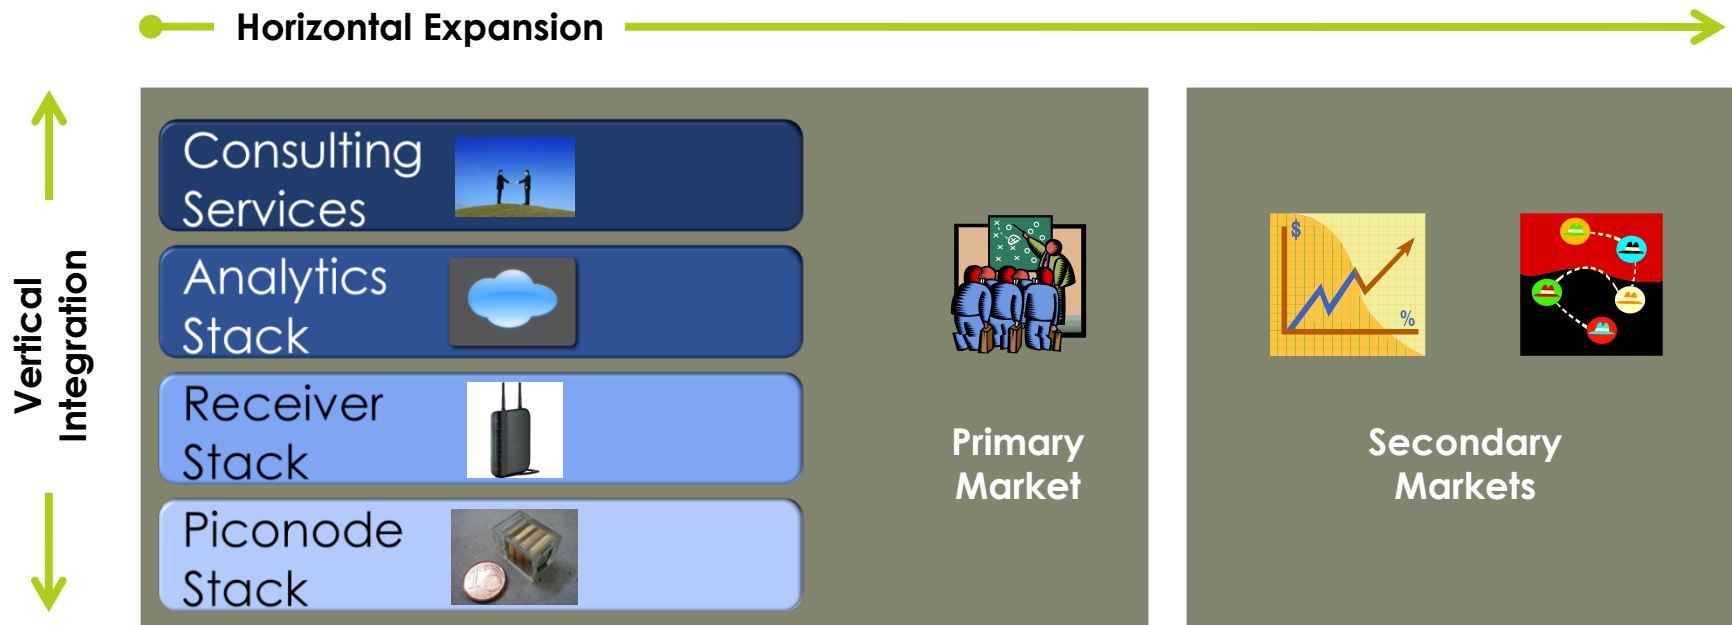 Horizontal Expansion
Vertical
Integration
Consulting
Services
Analytics
Stack
Receiver
Stack
Piconode
Stack
Primary
Market
$
%
Secondary
Markets